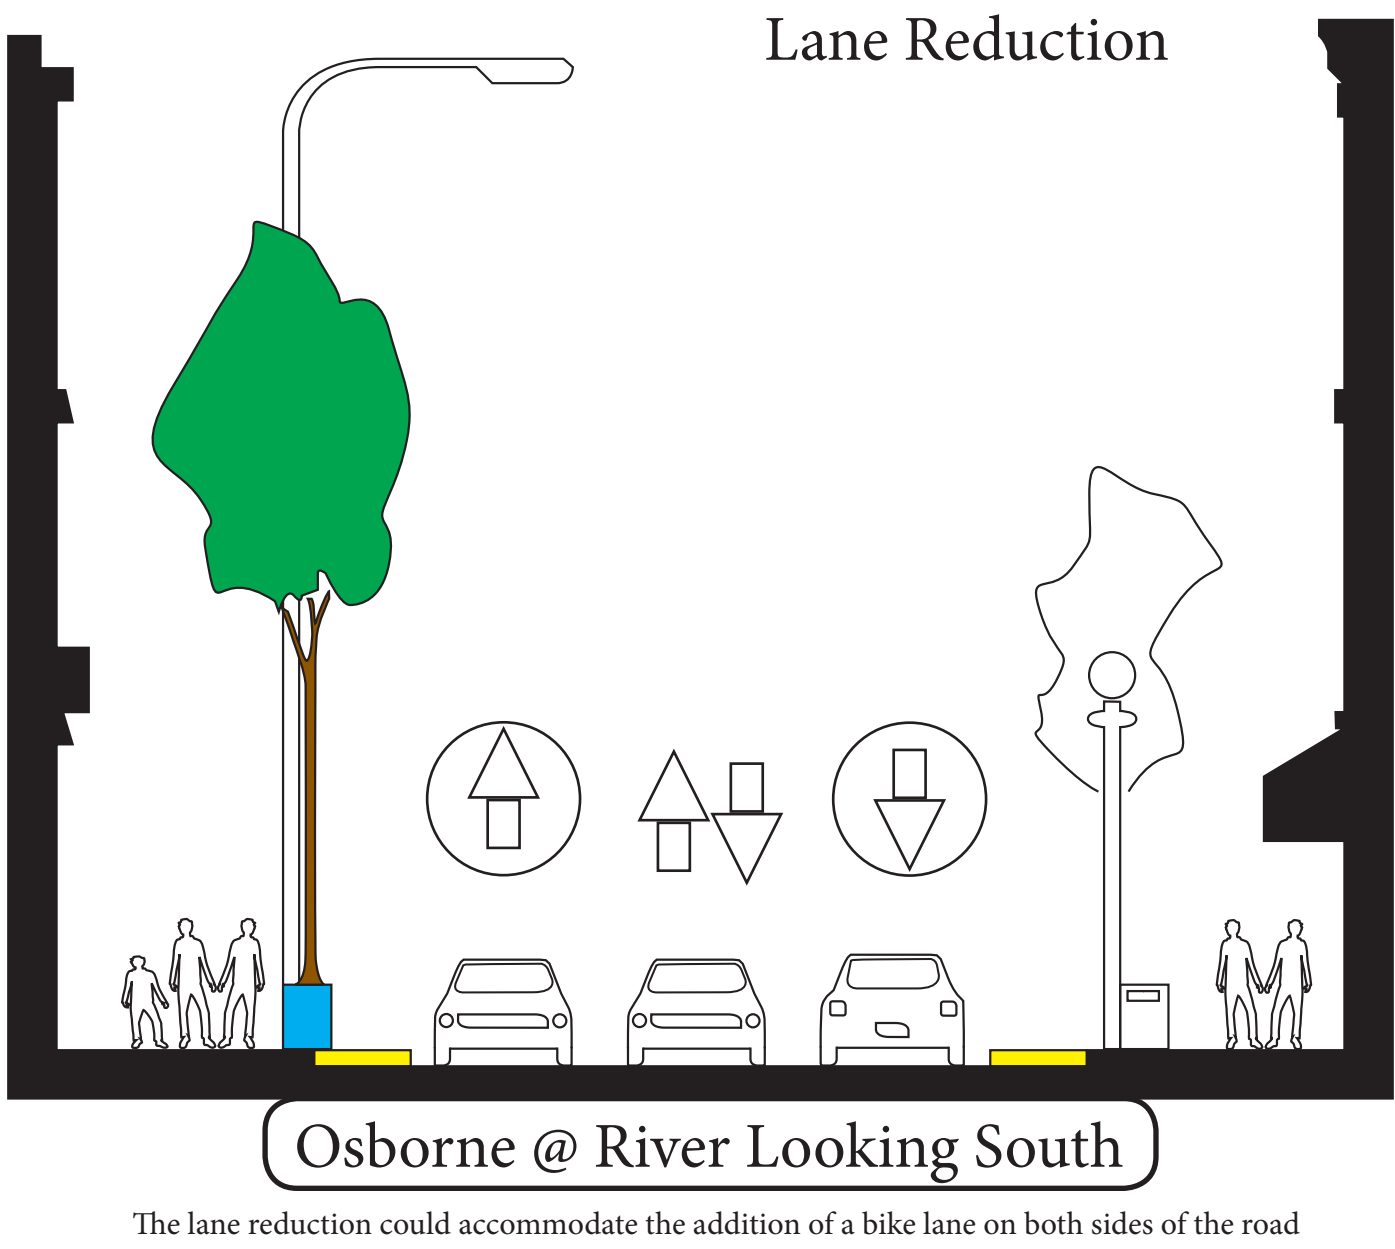 Lane Reduction
Osborne @ River Looking South
The lane reduction could accommodate the addition of a bike lane on both sides of the road